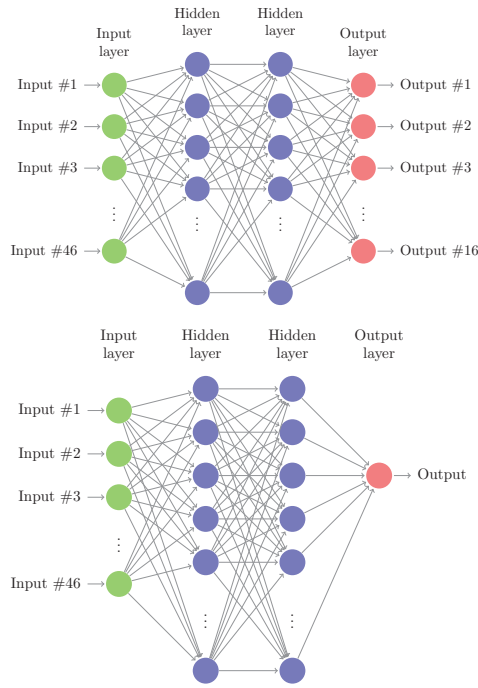 Input
layer
Hidden
layer
Hidden
layer
Output
layer
Input #1
Input #2
Input #3
⋮
Input #46
⋮
⋮
⋮
Output #1
Output #2
Output #3
Output #16
Input
layer
Hidden
layer
Hidden
layer
Output
layer
Input #1
Input #2
Input #3
⋮
Input #46
⋮
⋮
Output